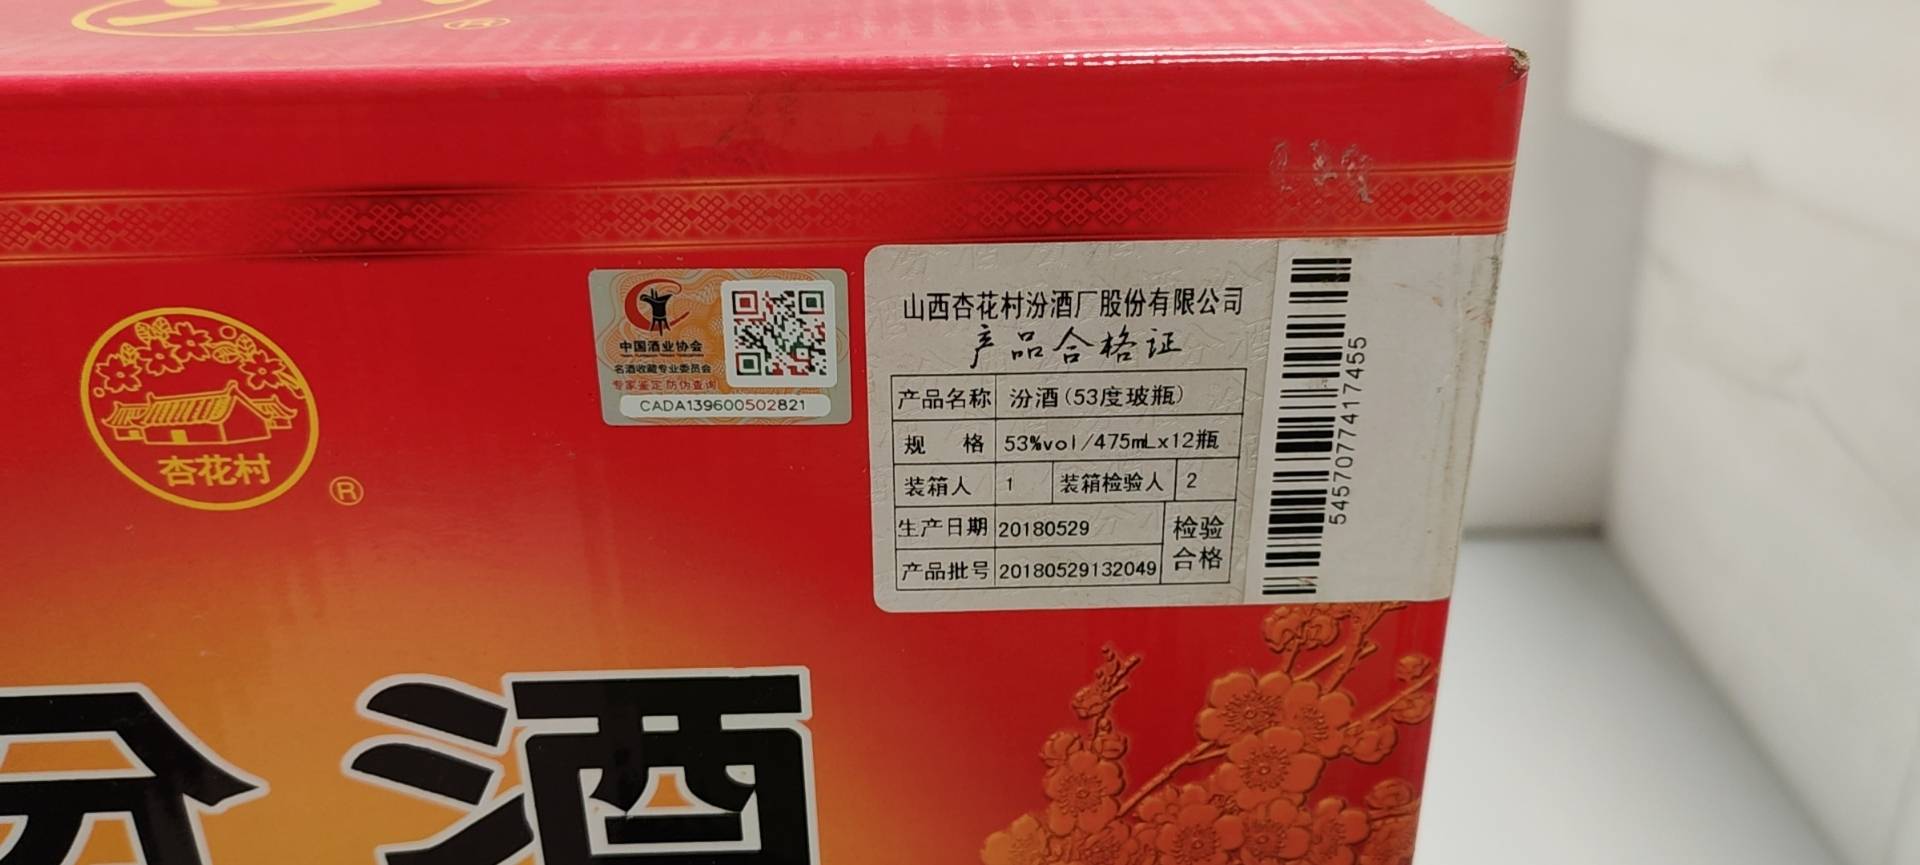 杏花村
®
中国酒业协会
名酒收藏专业委员会
专家鉴定 防伪查询
CADA139600502821
山西杏花村汾酒厂股份有限公司
产品合格证
产品名称 汾酒(53度玻瓶)
规 格 53%vol/475mLx12瓶
装箱人 1 装箱检验人 2
生产日期 20180529 检验
产品批号 20180529132049 合格
5457077417455
汾酒